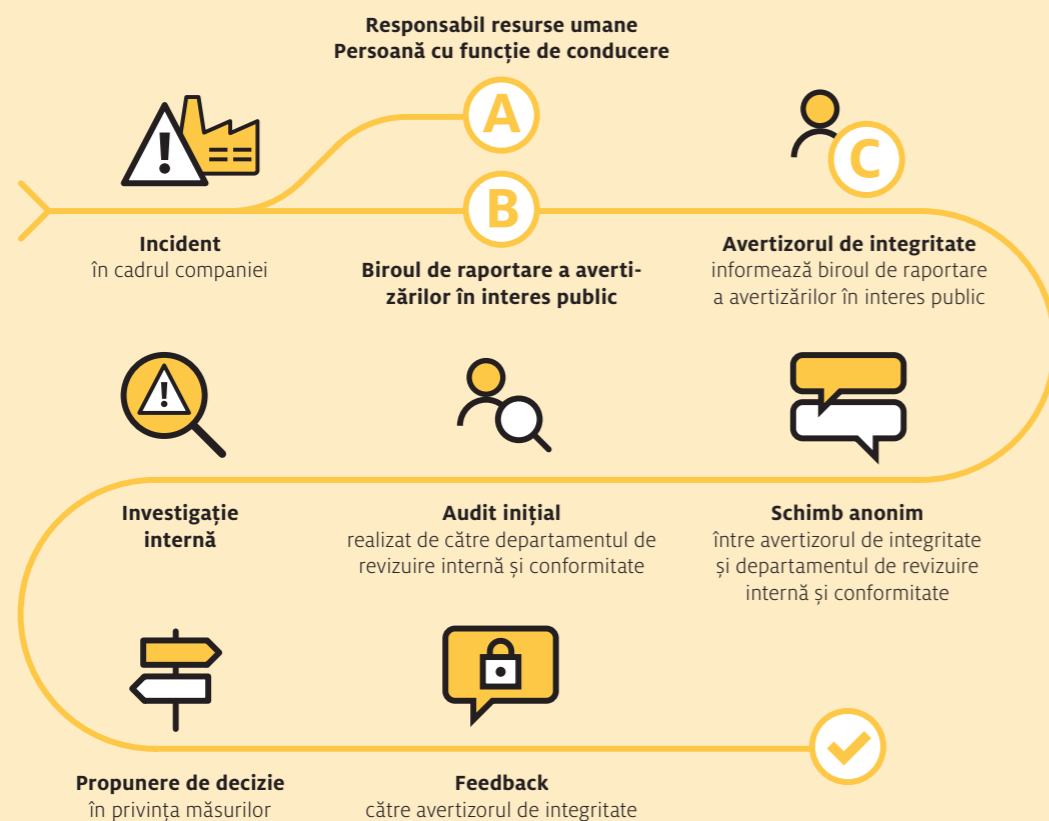 Responsabil resurse umane
Persoană cu funcție de conducere
A
B
C
Incident
în cadrul companiei
Biroul de raportare a averti-
zărilor în interes public
Avertizorul de integritate
informează biroul de raportare
a avertizărilor în interes public
Investigație
internă
Audit inițial
realizat de către departamentul de
revizuire internă și conformitate
Schimb anonim
între avertizorul de integritate
și departamentul de revizuire
internă și conformitate
Propunere de decizie
în privința măsurilor
Feedback
către avertizorul de integritate